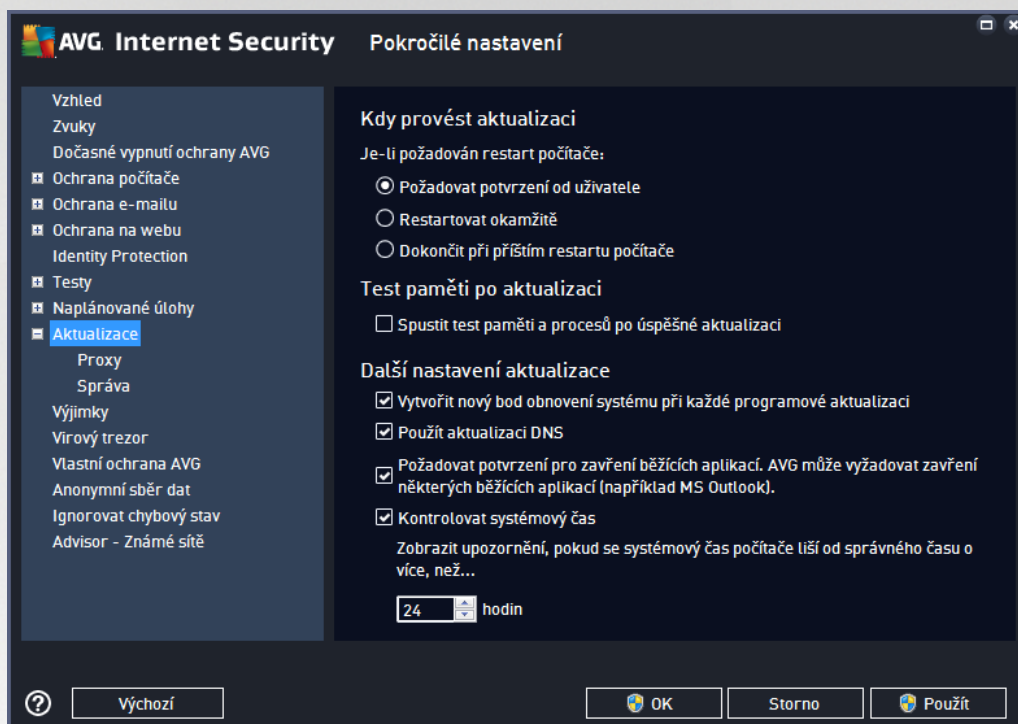 AVG. Internet Security
Pokročilé nastavení
Vzhled
Zvuky
Dočasné vypnutí ochrany AVG
Ochrana počítače
Ochrana e-mailu
Ochrana na webu
Identity Protection
Testy
Naplánované úlohy
Aktualizace
Proxy
Správa
Výjimky
Virový trezor
Vlastní ochrana AVG
Anonymní sběr dat
Ignorovat chybový stav
Advisor - Známé sítě
Kdy provést aktualizaci
Je-li požadován restart počítače:
Požadovat potvrzení od uživatele
Restartovat okamžitě
Dokončit při příštím restartu počítače
Test paměti po aktualizaci
Spustit test paměti a procesů po úspěšné aktualizaci
Další nastavení aktualizace
Vytvořit nový bod obnovení systému při každé programové aktualizaci
Použít aktualizaci DNS
Požadovat potvrzení pro zavření běžících aplikací. AVG může vyžadovat zavření
některých běžících aplikací (například MS Outlook).
Kontrolovat systémový čas
Zobrazit upozornění, pokud se systémový čas počítače liší od správného času o
více, než...
24 hodin
? Výchozí
OK
Storno
Použít